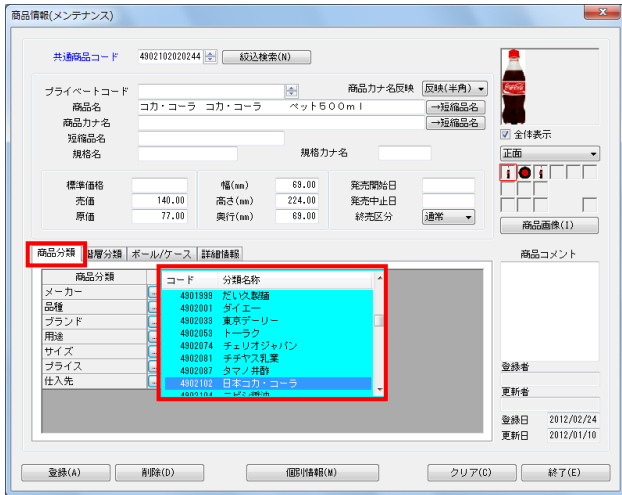 商品情報(メンテナンス)
共通商品コード 4902102020244 絞込検索(N)
プライベートコード 商品カナ名反映 反映(半角)
商品名 コカ・コーラ コカ・コーラ ペット500ml →短縮品名
商品カナ名 →短縮品名
短縮品名
規格名 規格カナ名
全体表示
正面
標準価格 幅(mm) 69.00 発売開始日
売価 140.00 高さ(mm) 224.00 発売中止日
原価 77.00 奥行(mm) 69.00 終売区分 通常
商品画像(I)
商品分類 階層分類 ボール/ケース 詳細情報
商品コメント
商品分類
メーカー
品種
ブランド
用途
サイズ
プライス
仕入先
コード 分類名称
4901999 だい久製麺
4902001 ダイエー
4902033 東京デーリー
4902053 トーラク
4902074 チェリオジャパン
4902081 チチヤス乳業
4902087 タマノ井酢
4902102 日本コカ・コーラ
4902104 ニビシ醤油
登録者
更新者
登録日 2012/02/24
更新日 2012/01/10
登録(A) 削除(D) 個別情報(M) クリア(C) 終了(E)